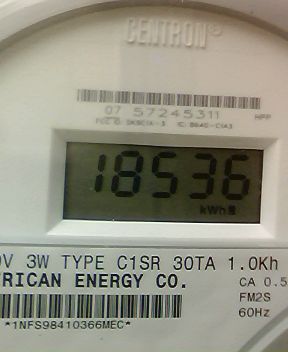 CENTRON®
07 57245311 HPP
18536
kWh
V 3W TYPE C1SR 30TA 1.0Kh
RICAN ENERGY CO.
CA 0.5
FM2S
60Hz
*1NFS98410366MEC*